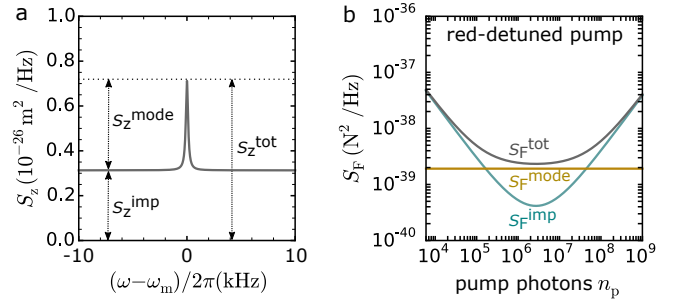 a
S_z (10^-26 m^2 /Hz)
1.0
0.8
0.6
0.4
0.2
0.0
S_z^mode
S_z^tot
S_z^imp
-10
0
10
(ω−ω_m)/2π(kHz)
b
red-detuned pump
S_F (N^2 /Hz)
10^-36
10^-37
10^-38
10^-39
10^-40
S_F^tot
S_F^mode
S_F^imp
10^4
10^5
10^6
10^7
10^8
10^9
pump photons n_p